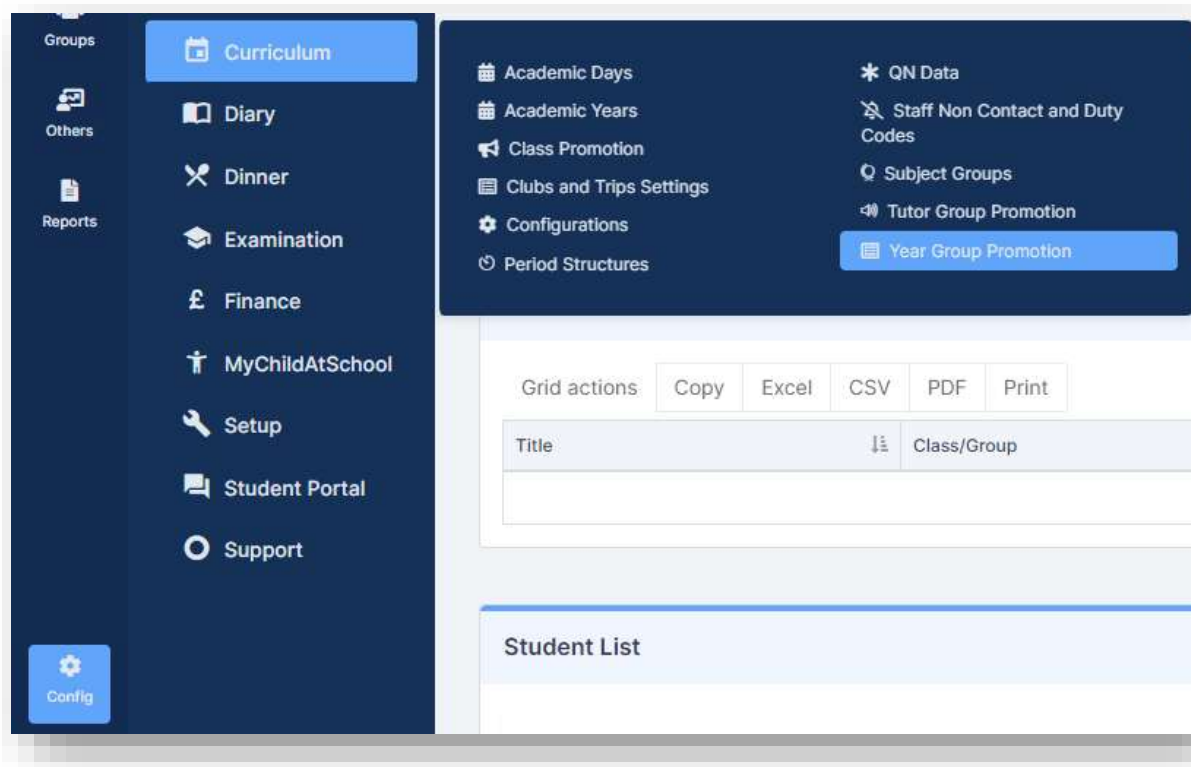 Groups
Others
Reports
Config
Curriculum
Diary
Dinner
Examination
Finance
MyChildAtSchool
Setup
Student Portal
Support
Academic Days
Academic Years
Class Promotion
Clubs and Trips Settings
Configurations
Period Structures
QN Data
Staff Non Contact and Duty
Codes
Subject Groups
Tutor Group Promotion
Year Group Promotion
Grid actions Copy Excel CSV PDF Print
Title Class/Group
Student List